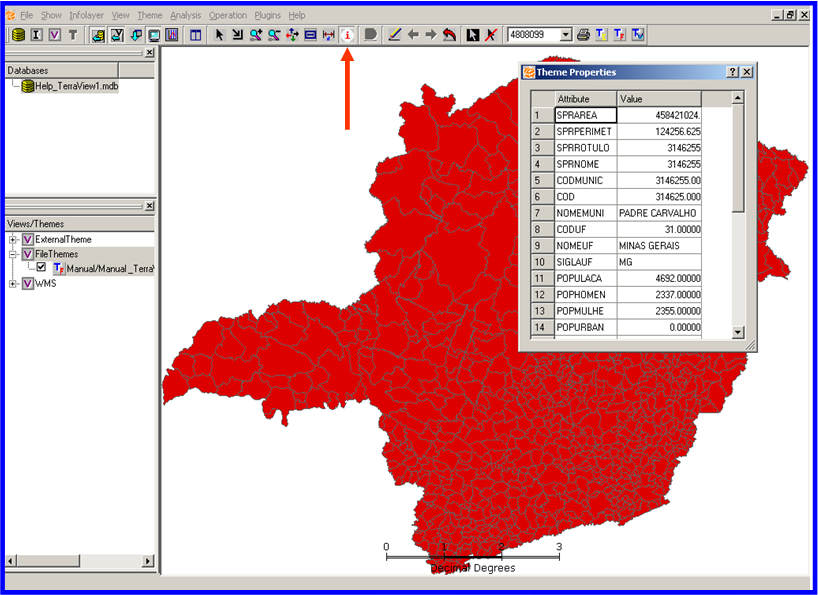 File Show Infolayer View Theme Analysis Operation Plugins Help
4808099
Databases
Help_TerraView1.mdb
Views/Themes
ExternalTheme
FileThemes
Manual/Manual_TerraV
WMS
Theme Properties
Attribute Value
1 SPRAREA 458421024.
2 SPRPERIMET 124256.625
3 SPRROTULO 3146255
4 SPRNOME 3146255
5 CODMUNIC 3146255.00
6 COD 314625.000
7 NOMEMUNI PADRE CARVALHO
8 CODUF 31.00000
9 NOMEUF MINAS GERAIS
10 SIGLAUF MG
11 POPULACA 4692.00000
12 POPHOMEN 2337.00000
13 POPMULHE 2355.00000
14 POPURBAN 0.00000
0 1 2 3
Decimal Degrees